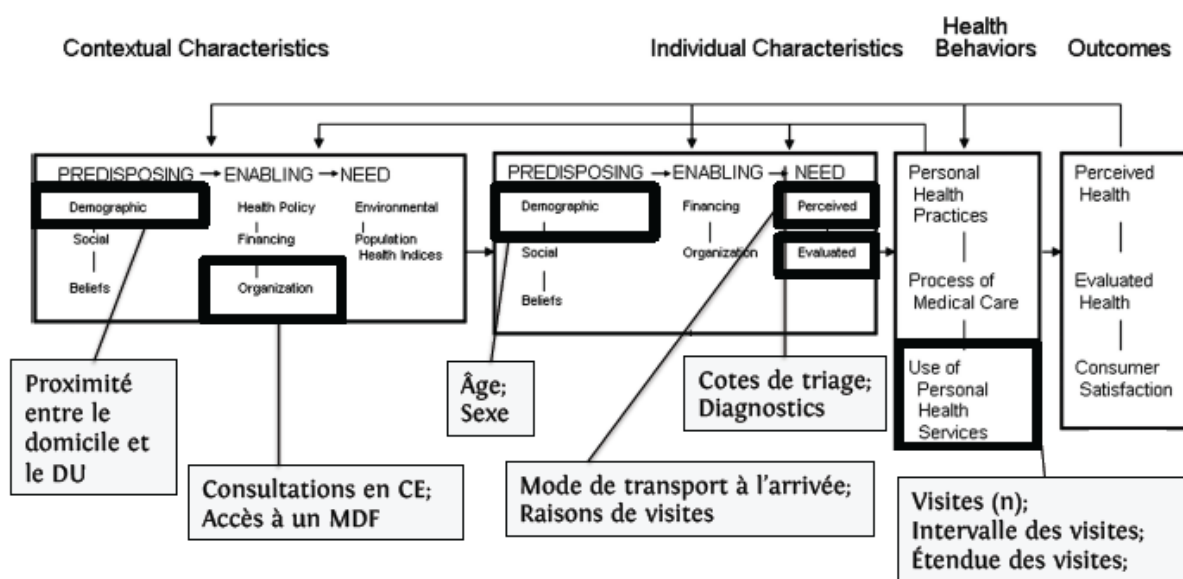 Contextual Characteristics
Individual Characteristics
Health
Behaviors
Outcomes
PREDISPOSING
ENABLING
NEED
Demographic
Social
Beliefs
Health Policy
Financing
Organization
Environmental
Population
Health Indices
PREDISPOSING
ENABLING
NEED
Demographic
Social
Beliefs
Financing
Organization
Perceived
Evaluated
Personal
Health
Practices
Process of
Medical Care
Use of
Personal
Health
Services
Perceived
Health
Evaluated
Health
Consumer
Satisfaction
Proximité
entre le
domicile et
le DU
Consultations en CE;
Accès à un MDF
Âge;
Sexe
Cotes de triage;
Diagnostics
Mode de transport à l'arrivée;
Raisons de visites
Visites (n);
Intervalle des visites;
Étendue des visites;